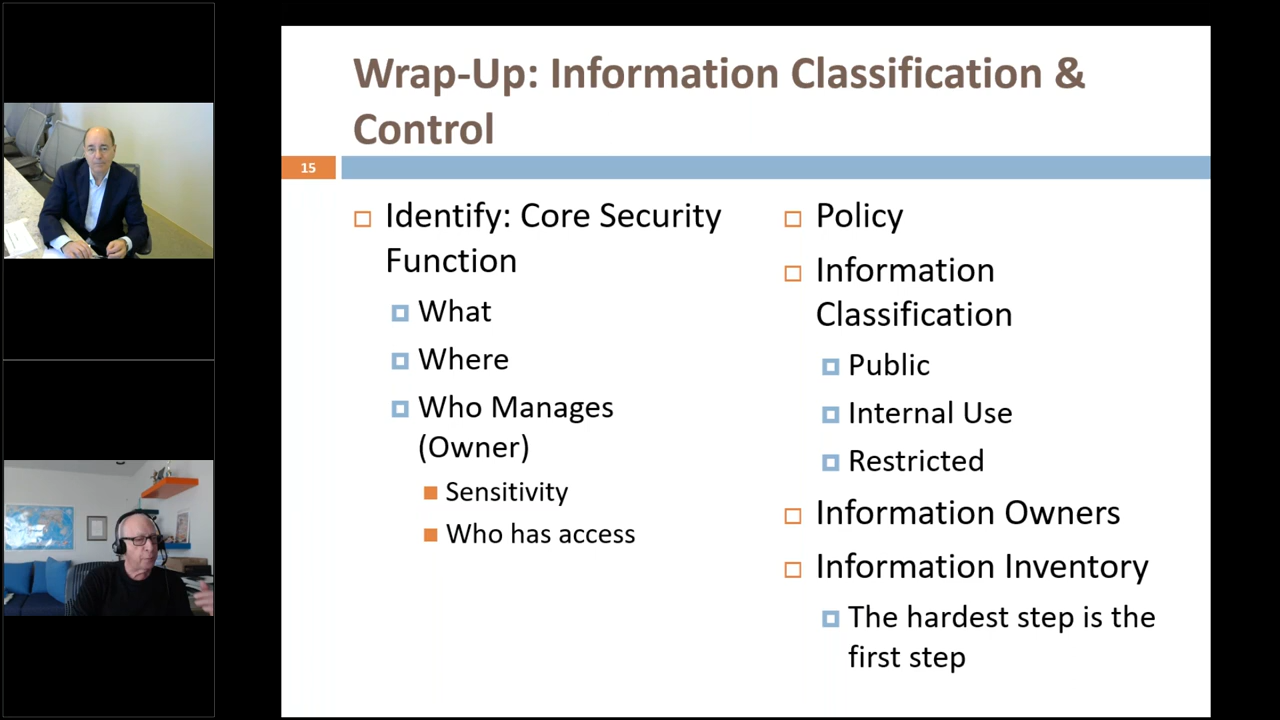 Wrap-Up: Information Classification &
Control
15
Identify: Core Security
Function
What
Where
Who Manages
(Owner)
Sensitivity
Who has access
Policy
Information
Classification
Public
Internal Use
Restricted
Information Owners
Information Inventory
The hardest step is the
first step